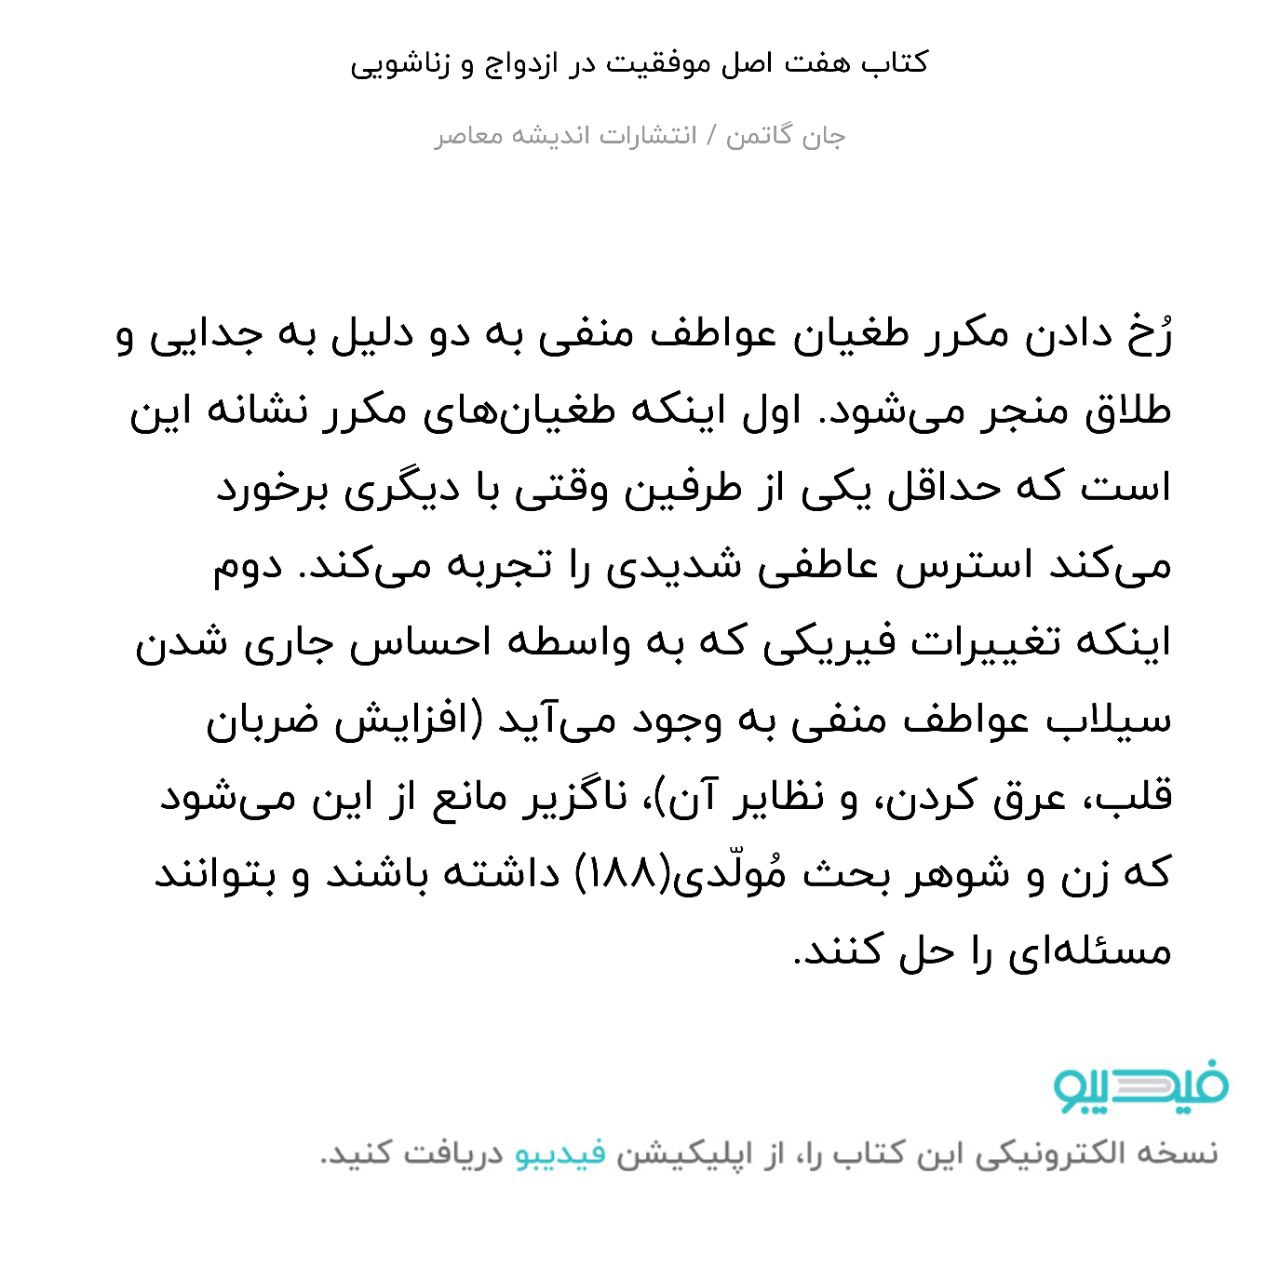 کتاب هفت اصل موفقیت در ازدواج و زناشویی
جان گاتمن / انتشارات اندیشه معاصر
رُخ دادن مکرر طغیان عواطف منفی به دو دلیل به جدایی و
طلاق منجر می‌شود. اول اینکه طغیان‌های مکرر نشانه این
است که حداقل یکی از طرفین وقتی با دیگری برخورد
می‌کند استرس عاطفی شدیدی را تجربه می‌کند. دوم
اینکه تغییرات فیریکی که به واسطه احساس جاری شدن
سیلاب عواطف منفی به وجود می‌آید (افزایش ضربان
قلب، عرق کردن، و نظایر آن)، ناگزیر مانع از این می‌شود
که زن و شوهر بحث مُولّدی(۱۸۸) داشته باشند و بتوانند
مسئله‌ای را حل کنند.
فیدیبو
نسخه الکترونیکی این کتاب را، از اپلیکیشن فیدیبو دریافت کنید.